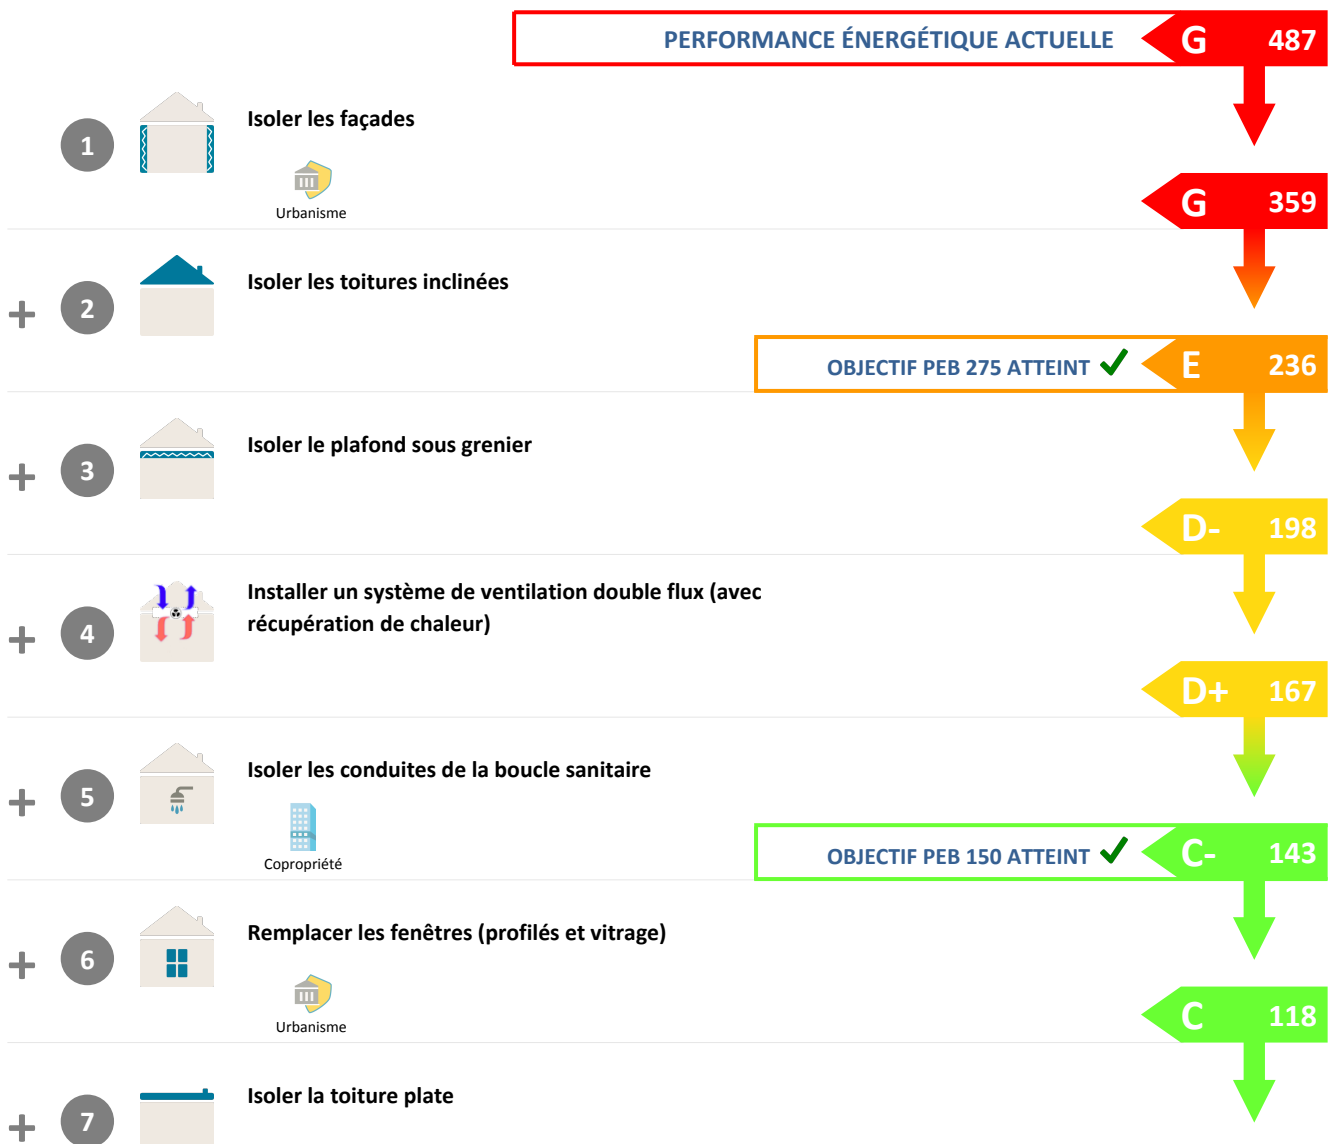 PERFORMANCE ÉNERGÉTIQUE ACTUELLE G 487
1 Isoler les façades
Urbanisme
G 359
+ 2 Isoler les toitures inclinées
OBJECTIF PEB 275 ATTEINT E 236
+ 3 Isoler le plafond sous grenier
D- 198
+ 4 Installer un système de ventilation double flux (avec
récupération de chaleur)
D+ 167
+ 5 Isoler les conduites de la boucle sanitaire
Copropriété
OBJECTIF PEB 150 ATTEINT C- 143
+ 6 Remplacer les fenêtres (profilés et vitrage)
Urbanisme
C 118
+ 7 Isoler la toiture plate